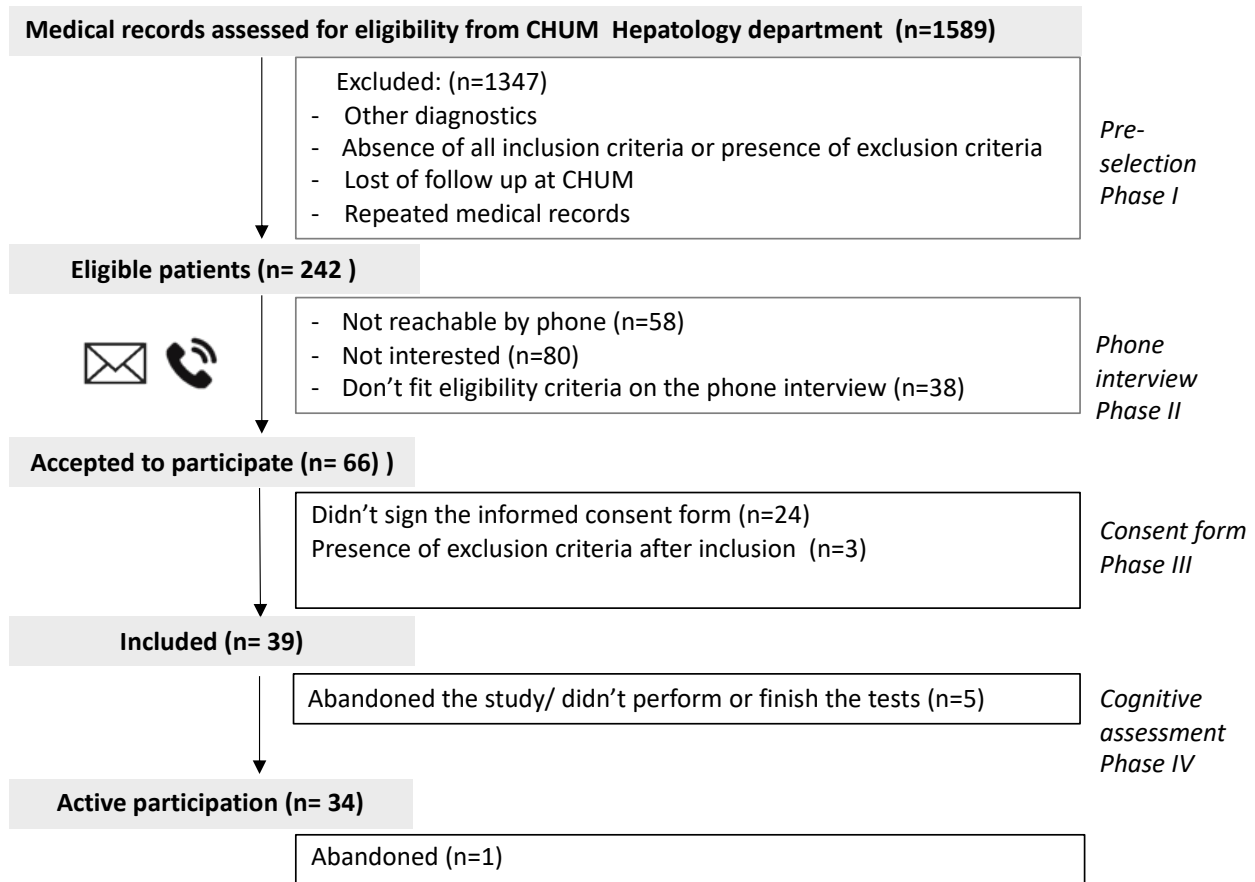 Medical records assessed for eligibility from CHUM Hepatology department (n=1589)
Excluded: (n=1347)
- Other diagnostics
- Absence of all inclusion criteria or presence of exclusion criteria
- Lost of follow up at CHUM
- Repeated medical records
Pre-
selection
Phase I
Eligible patients (n= 242 )
- Not reachable by phone (n=58)
- Not interested (n=80)
- Don't fit eligibility criteria on the phone interview (n=38)
Phone
interview
Phase II
Accepted to participate (n= 66) )
Didn't sign the informed consent form (n=24)
Presence of exclusion criteria after inclusion (n=3)
Consent form
Phase III
Included (n= 39)
Abandoned the study/ didn't perform or finish the tests (n=5)
Cognitive
assessment
Phase IV
Active participation (n= 34)
Abandoned (n=1)